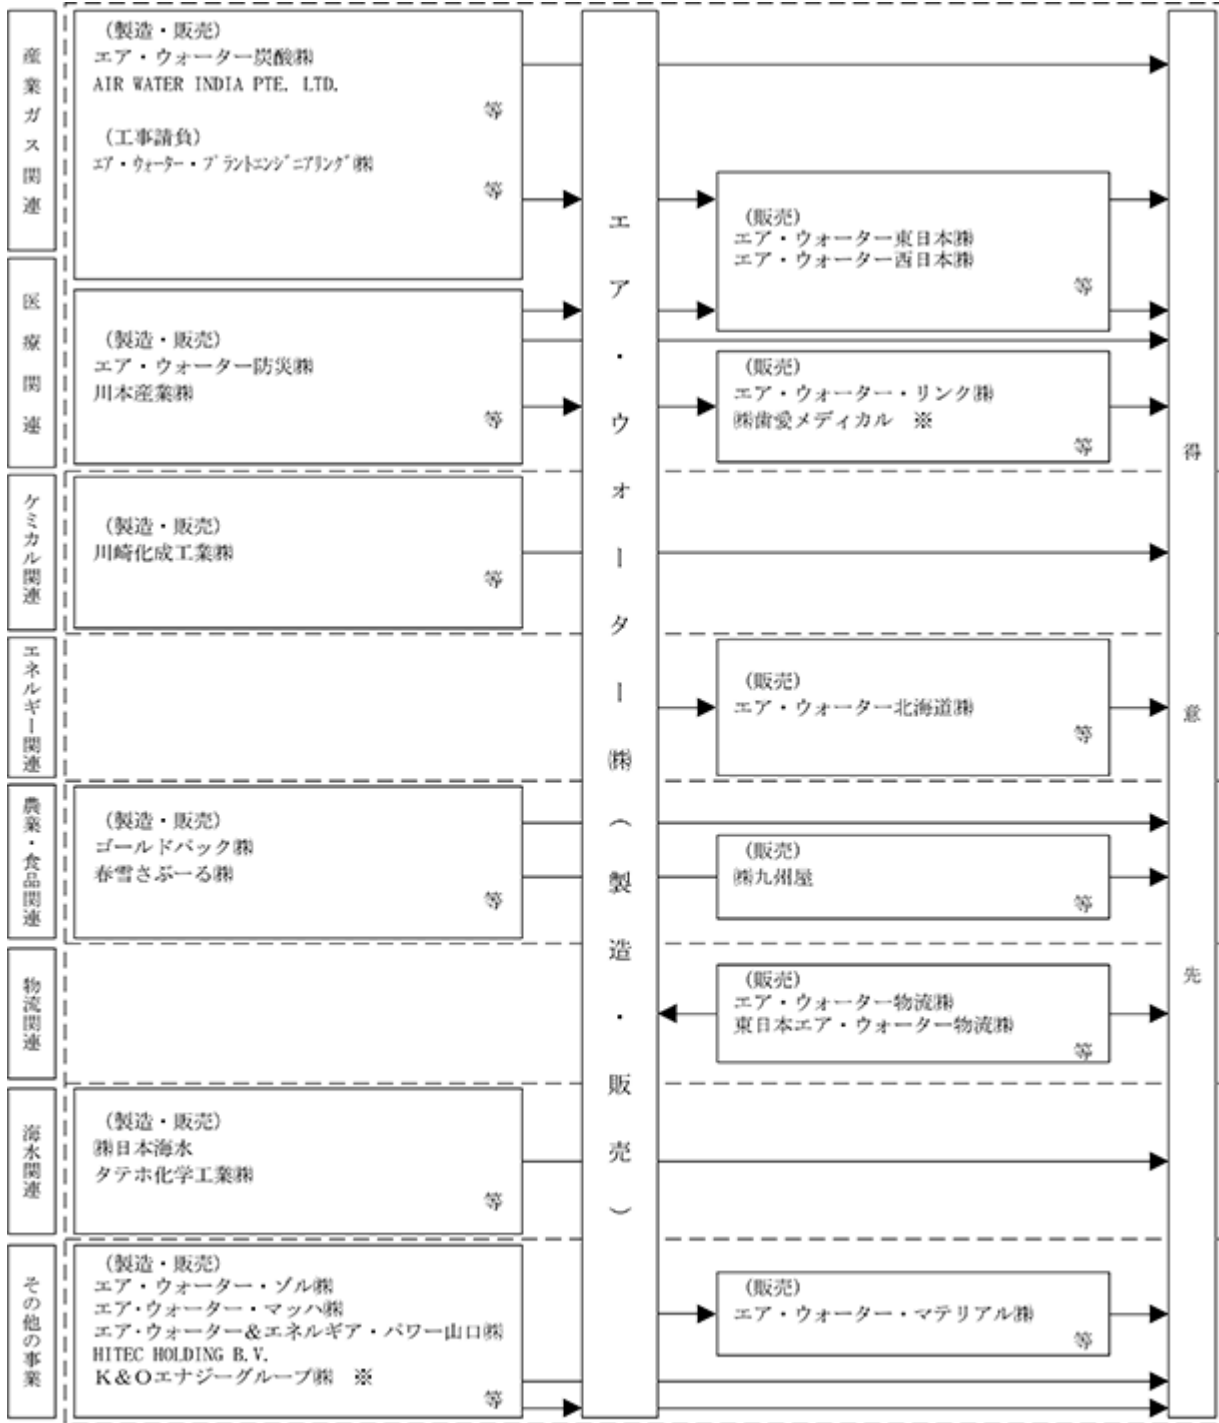 産業ガス関連
(製造・販売)
エア・ウォーター炭酸㈱
AIR WATER INDIA PTE. LTD.
等
(工事請負)
ｴｱ・ｳｫｰﾀｰ・ﾌﾟﾗﾝﾄｴﾝｼﾞﾆｱﾘﾝｸﾞ㈱
等
(販売)
エア・ウォーター東日本㈱
エア・ウォーター西日本㈱
等
医療関連
(製造・販売)
エア・ウォーター防災㈱
川本産業㈱
等
(販売)
エア・ウォーター・リンク㈱
㈱歯愛メディカル　※
等
ケミカル関連
(製造・販売)
川崎化成工業㈱
等
エネルギー関連
(販売)
エア・ウォーター北海道㈱
等
農業・食品関連
(製造・販売)
ゴールドパック㈱
春雪さぶーる㈱
等
(販売)
㈱九州屋
等
物流関連
(販売)
エア・ウォーター物流㈱
東日本エア・ウォーター物流㈱
等
海水関連
(製造・販売)
㈱日本海水
タテホ化学工業㈱
等
その他の事業
(製造・販売)
エア・ウォーター・ゾル㈱
エア・ウォーター・マッハ㈱
エア・ウォーター＆エネルギア・パワー山口㈱
HITEC HOLDING B.V.
Ｋ＆Ｏエナジーグループ㈱　※
等
(販売)
エア・ウォーター・マテリアル㈱
等
エア・ウォーター㈱(製造・販売)
得意先